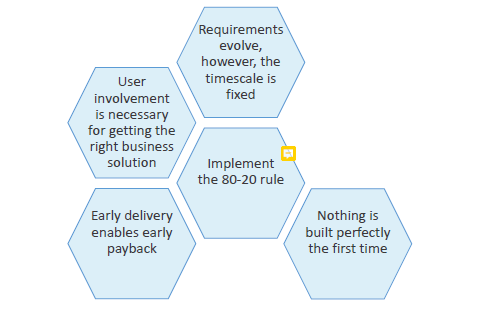 Requirements
evolve,
however, the
timescale is
fixed
User
involvement
is necessary
for getting the
right business
solution
Implement
the 80-20 rule
Early delivery
enables early
payback
Nothing is
built perfectly
the first time